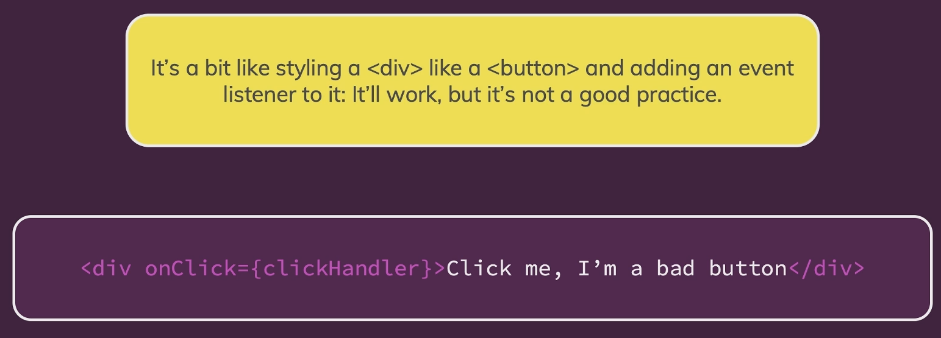 It’s a bit like styling a <div> like a <button> and adding an event
listener to it: It’ll work, but it’s not a good practice.
<div onClick={clickHandler}>Click me, I’m a bad button</div>